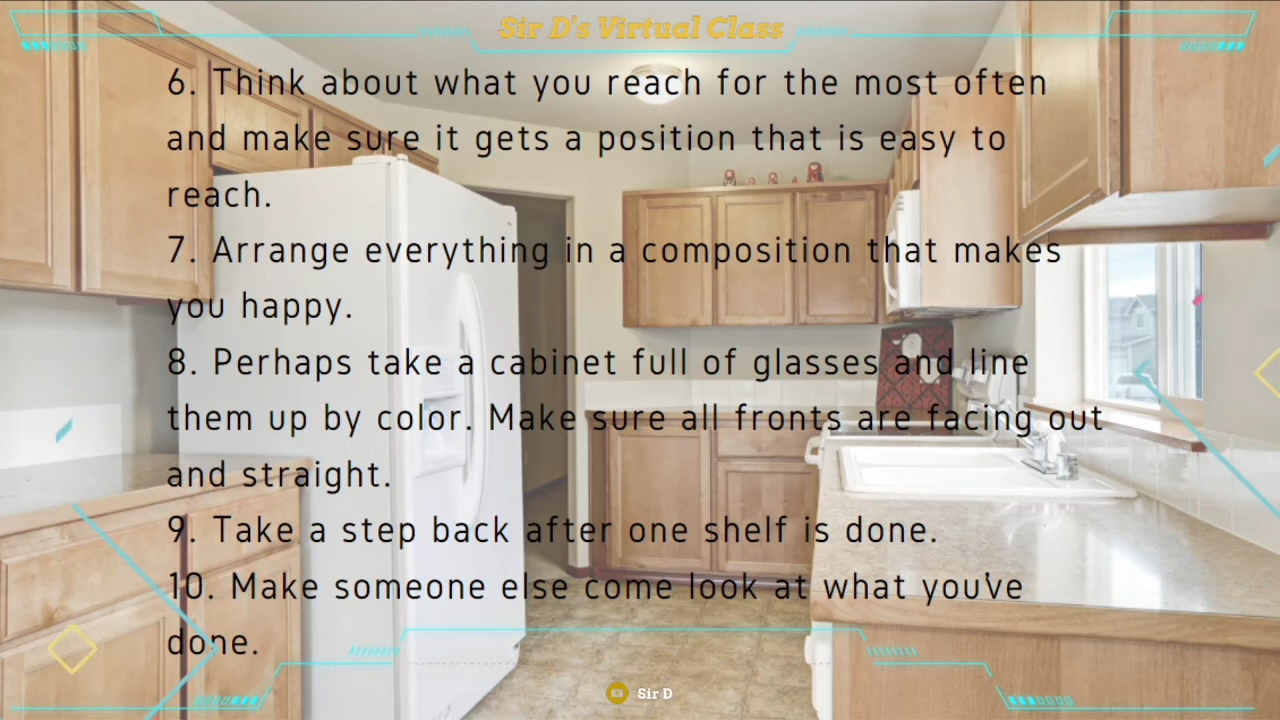 Sir D's Virtual Class
6. Think about what you reach for the most often
and make sure it gets a position that is easy to
reach.
7. Arrange everything in a composition that makes
you happy.
8. Perhaps take a cabinet full of glasses and line
them up by color. Make sure all fronts are facing out
and straight.
9. Take a step back after one shelf is done.
10. Make someone else come look at what you've
done.
Sir D